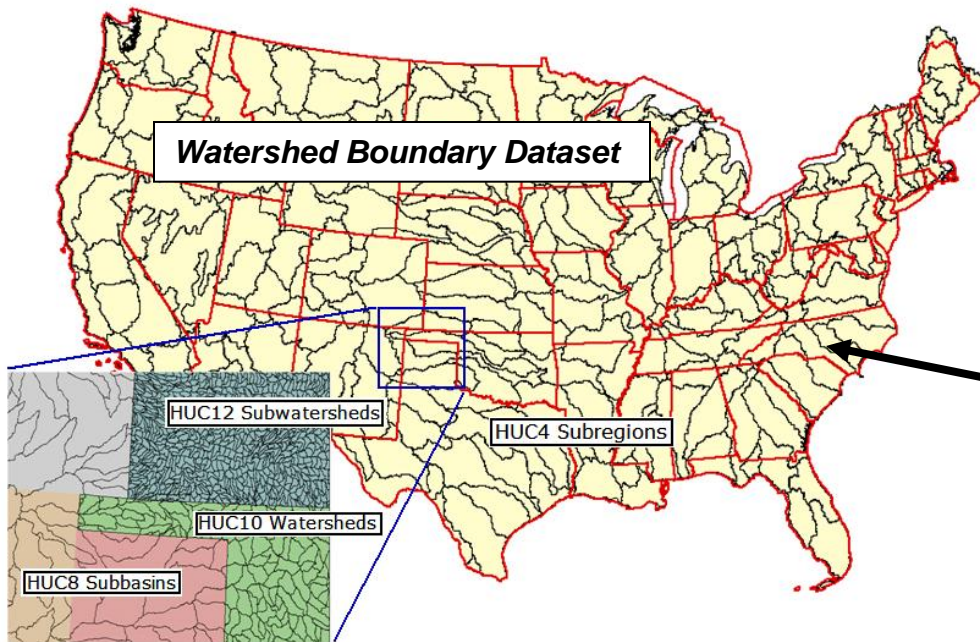 Watershed Boundary Dataset
HUC12 Subwatersheds
HUC4 Subregions
HUC10 Watersheds
HUC8 Subbasins